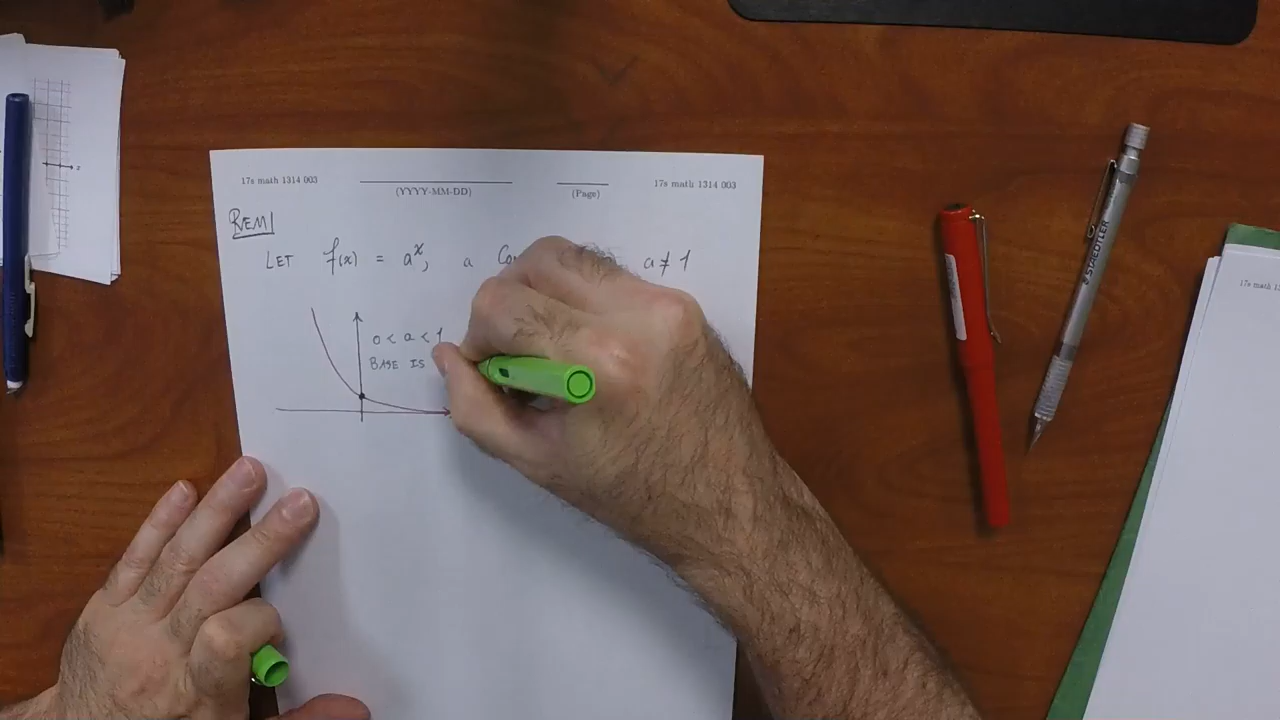 17s math 1314 003 (YYYY-MM-DD) (Page) 17s math 1314 003
REM
LET f(x) = aˣ, a a ≠ 1
0 < a < 1
BASE IS
STAEDTLER